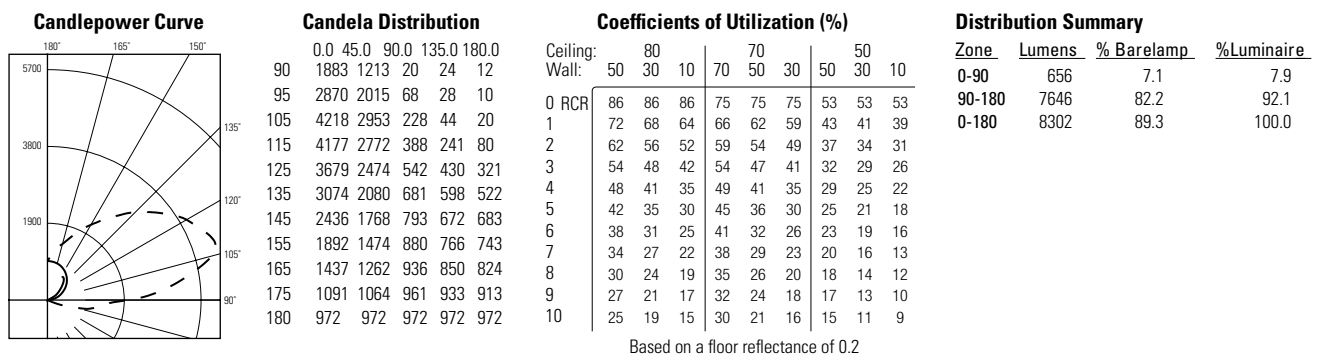 Candlepower Curve
180° 165° 150°
5700
135°
3800
120°
1900
105°
90°
Candela Distribution
0.0 45.0 90.0 135.0 180.0
90 1883 1213 20 24 12
95 2870 2015 68 28 10
105 4218 2953 228 44 20
115 4177 2772 388 241 80
125 3679 2474 542 430 321
135 3074 2080 681 598 522
145 2436 1768 793 672 683
155 1892 1474 880 766 743
165 1437 1262 936 850 824
175 1091 1064 961 933 913
180 972 972 972 972 972
Coefficients of Utilization (%)
Ceiling: 80 70 50
Wall: 50 30 10 70 50 30 50 30 10
0 RCR 86 86 86 75 75 75 53 53 53
1 72 68 64 66 62 59 43 41 39
2 62 56 52 59 54 49 37 34 31
3 54 48 42 54 47 41 32 29 26
4 48 41 35 49 41 35 29 25 22
5 42 35 30 45 36 30 25 21 18
6 38 31 25 41 32 26 23 19 16
7 34 27 22 38 29 23 20 16 13
8 30 24 19 35 26 20 18 14 12
9 27 21 17 32 24 18 17 13 10
10 25 19 15 30 21 16 15 11 9
Based on a floor reflectance of 0.2
Distribution Summary
Zone Lumens % Barelamp %Luminaire
0-90 656 7.1 7.9
90-180 7646 82.2 92.1
0-180 8302 89.3 100.0